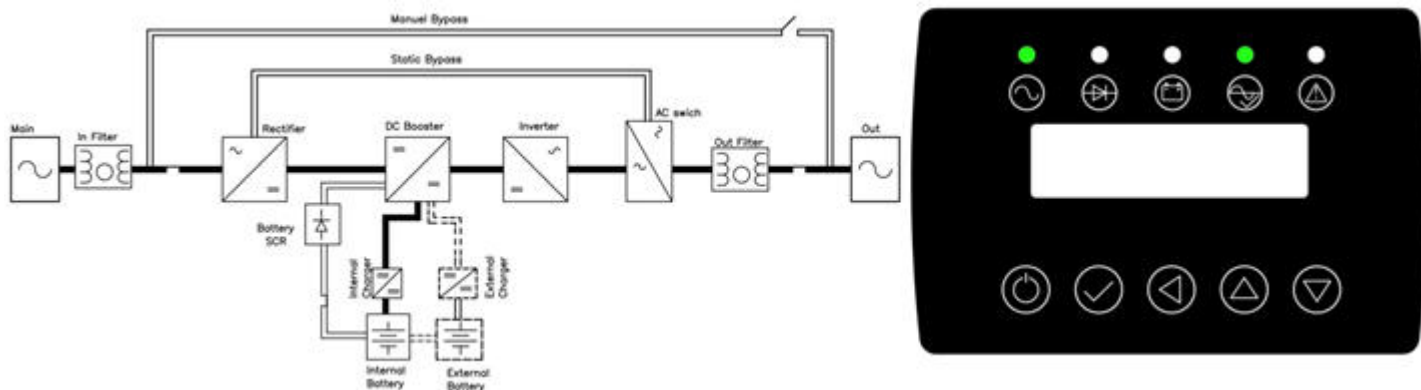 Manuel Bypass
Static Bypass
Main
In Filter
Rectifier
DC Booster
Inverter
AC swich
Out Filter
Out
Battery
SCR
Internal
Charger
External
Charger
Internal
Battery
External
Battery